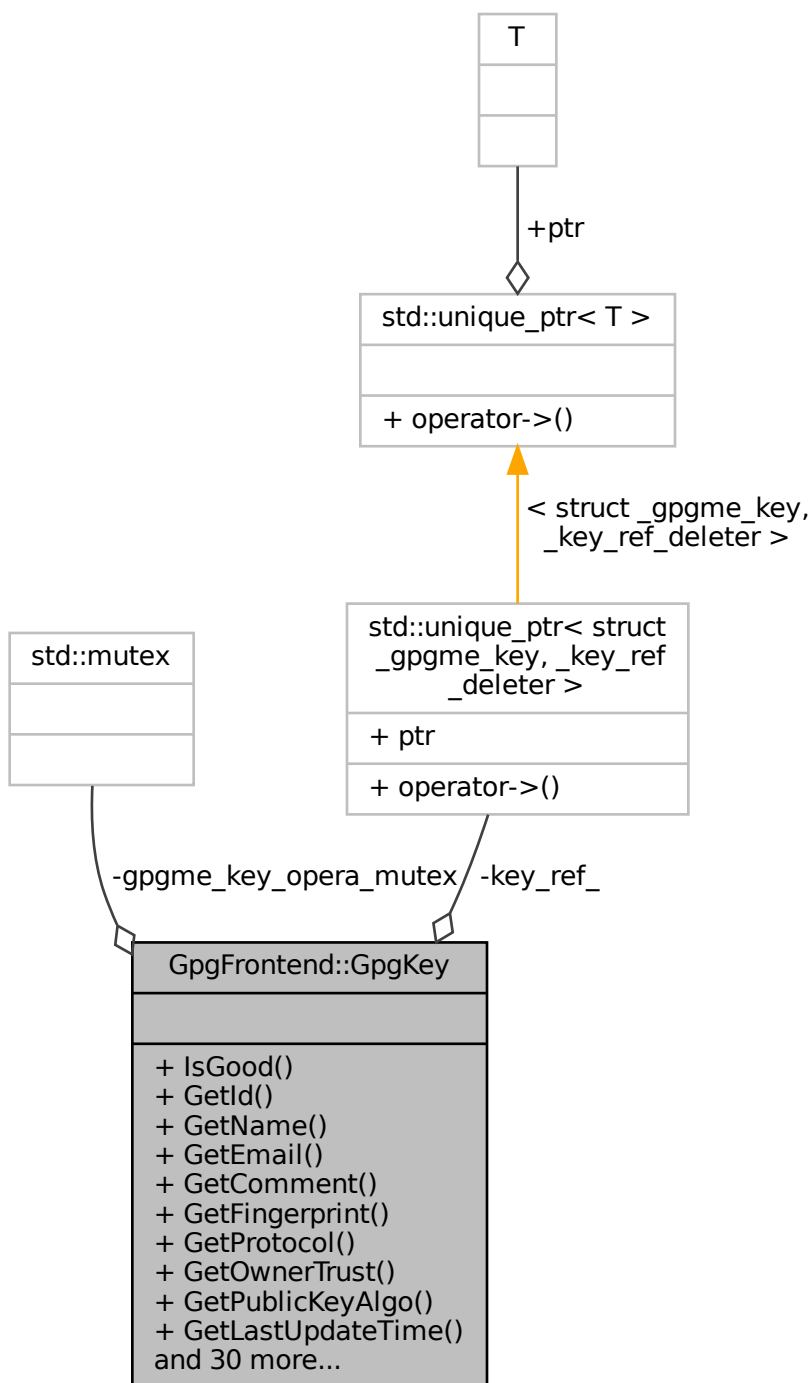 T
+ptr
std::unique_ptr< T >
+ operator->()
< struct _gpgme_key,
_key_ref_deleter >
std::mutex
std::unique_ptr< struct
_gpgme_key, _key_ref
_deleter >
+ ptr
+ operator->()
-gpgme_key_opera_mutex
-key_ref_
GpgFrontend::GpgKey
+ IsGood()
+ GetId()
+ GetName()
+ GetEmail()
+ GetComment()
+ GetFingerprint()
+ GetProtocol()
+ GetOwnerTrust()
+ GetPublicKeyAlgo()
+ GetLastUpdateTime()
and 30 more...